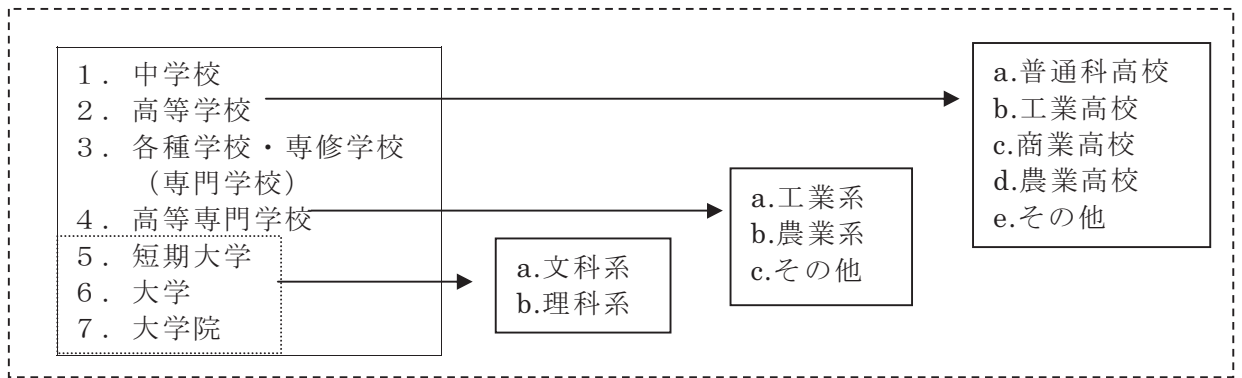 １．中学校
２．高等学校
３．各種学校・専修学校
（専門学校）
４．高等専門学校
５．短期大学
６．大学
７．大学院
a.文科系
b.理科系
a.工業系
b.農業系
c.その他
a.普通科高校
b.工業高校
c.商業高校
d.農業高校
e.その他